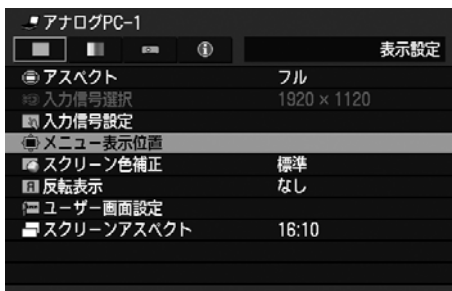 アナログPC-1
表示設定
アスペクト フル
入力信号選択 1920 × 1120
入力信号設定
メニュー表示位置
スクリーン色補正 標準
反転表示 なし
ユーザー画面設定
スクリーンアスペクト 16:10